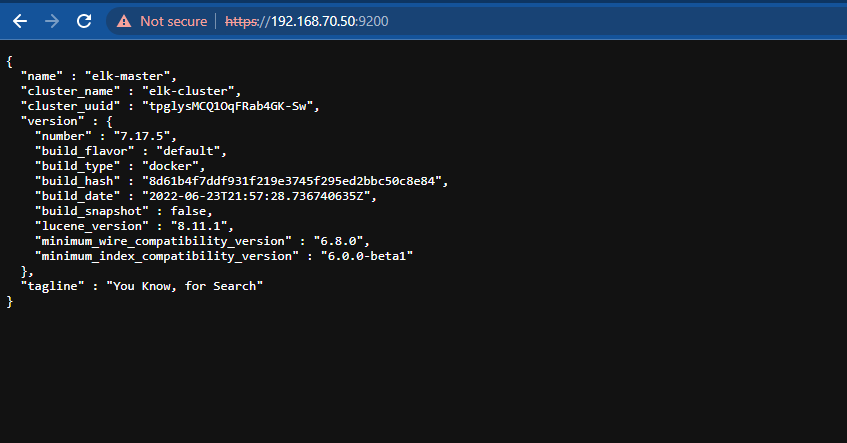 Not secure | https://192.168.70.50:9200
{
  "name" : "elk-master",
  "cluster_name" : "elk-cluster",
  "cluster_uuid" : "tpglysMCQ1OqFRab4GK-Sw",
  "version" : {
    "number" : "7.17.5",
    "build_flavor" : "default",
    "build_type" : "docker",
    "build_hash" : "8d61b4f7ddf931f219e3745f295ed2bbc50c8e84",
    "build_date" : "2022-06-23T21:57:28.736740635Z",
    "build_snapshot" : false,
    "lucene_version" : "8.11.1",
    "minimum_wire_compatibility_version" : "6.8.0",
    "minimum_index_compatibility_version" : "6.0.0-beta1"
  },
  "tagline" : "You Know, for Search"
}